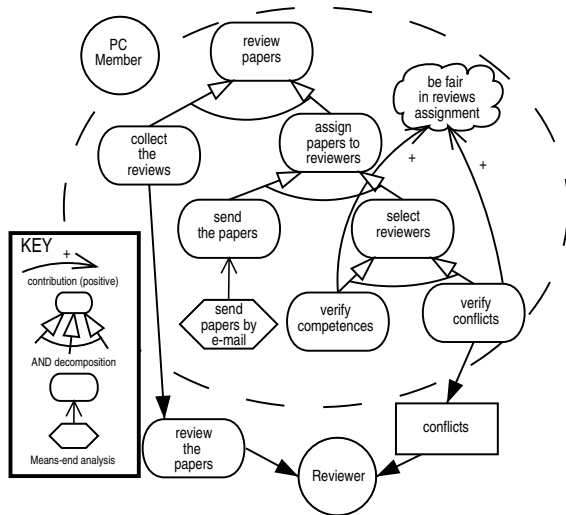 PC
Member
review
papers
be fair
in reviews
assignment
collect
the
reviews
assign
papers to
reviewers
+
+
send
the papers
select
reviewers
KEY
+
contribution (positive)
AND decomposition
Means-end analysis
send
papers by
e-mail
verify
competences
verify
conflicts
review
the
papers
Reviewer
conflicts